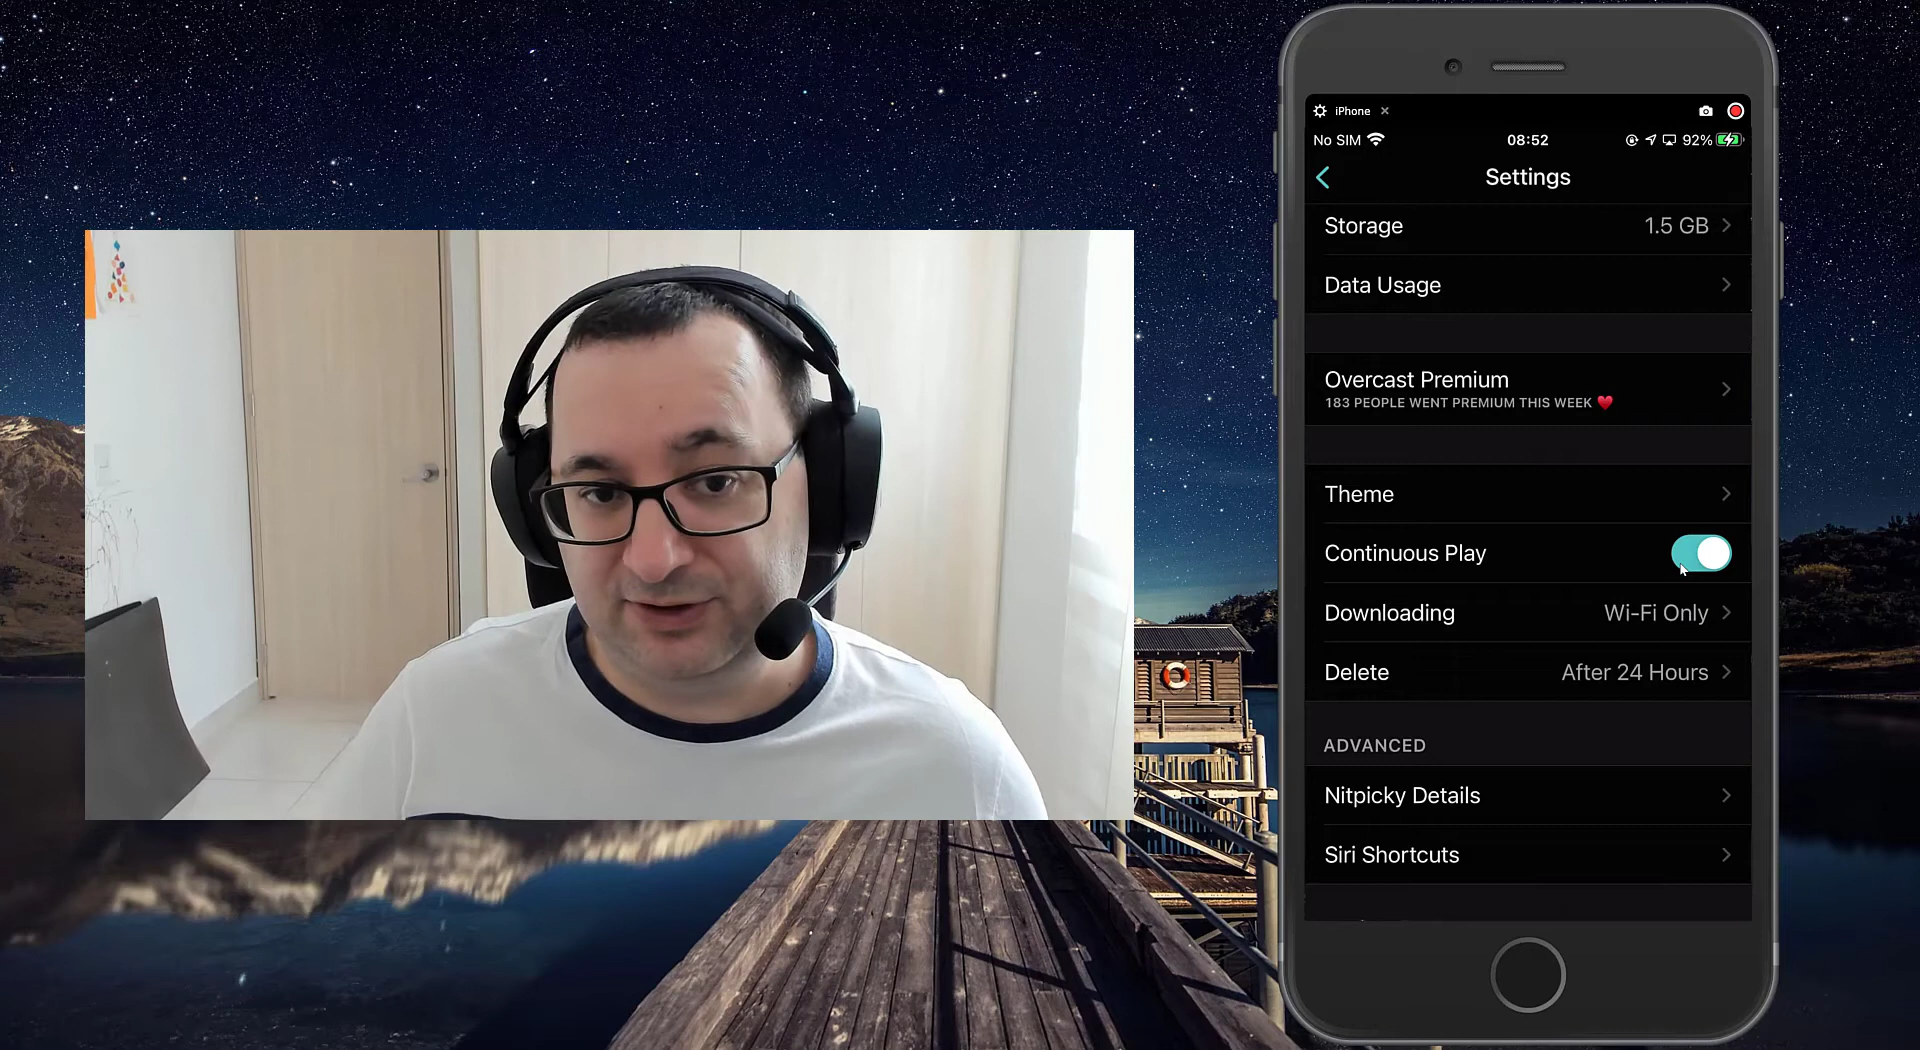 iPhone ×
No SIM 08:52 92%
Settings
Storage 1.5 GB
Data Usage
Overcast Premium
183 PEOPLE WENT PREMIUM THIS WEEK ♥
Theme
Continuous Play
Downloading Wi-Fi Only
Delete After 24 Hours
ADVANCED
Nitpicky Details
Siri Shortcuts